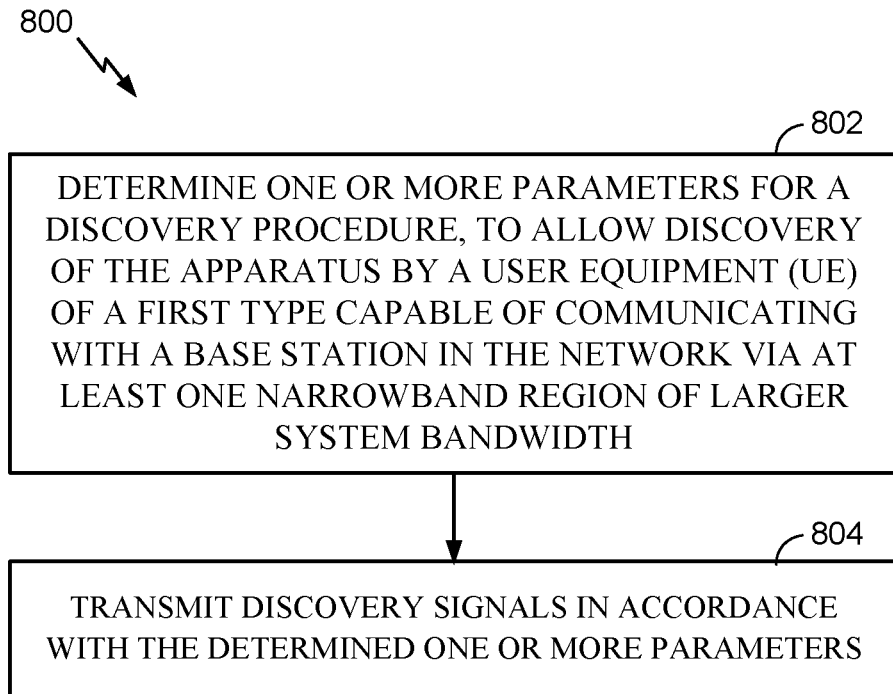 800
802
DETERMINE ONE OR MORE PARAMETERS FOR A
DISCOVERY PROCEDURE, TO ALLOW DISCOVERY
OF THE APPARATUS BY A USER EQUIPMENT (UE)
OF A FIRST TYPE CAPABLE OF COMMUNICATING
WITH A BASE STATION IN THE NETWORK VIA AT
LEAST ONE NARROWBAND REGION OF LARGER
SYSTEM BANDWIDTH
804
TRANSMIT DISCOVERY SIGNALS IN ACCORDANCE
WITH THE DETERMINED ONE OR MORE PARAMETERS